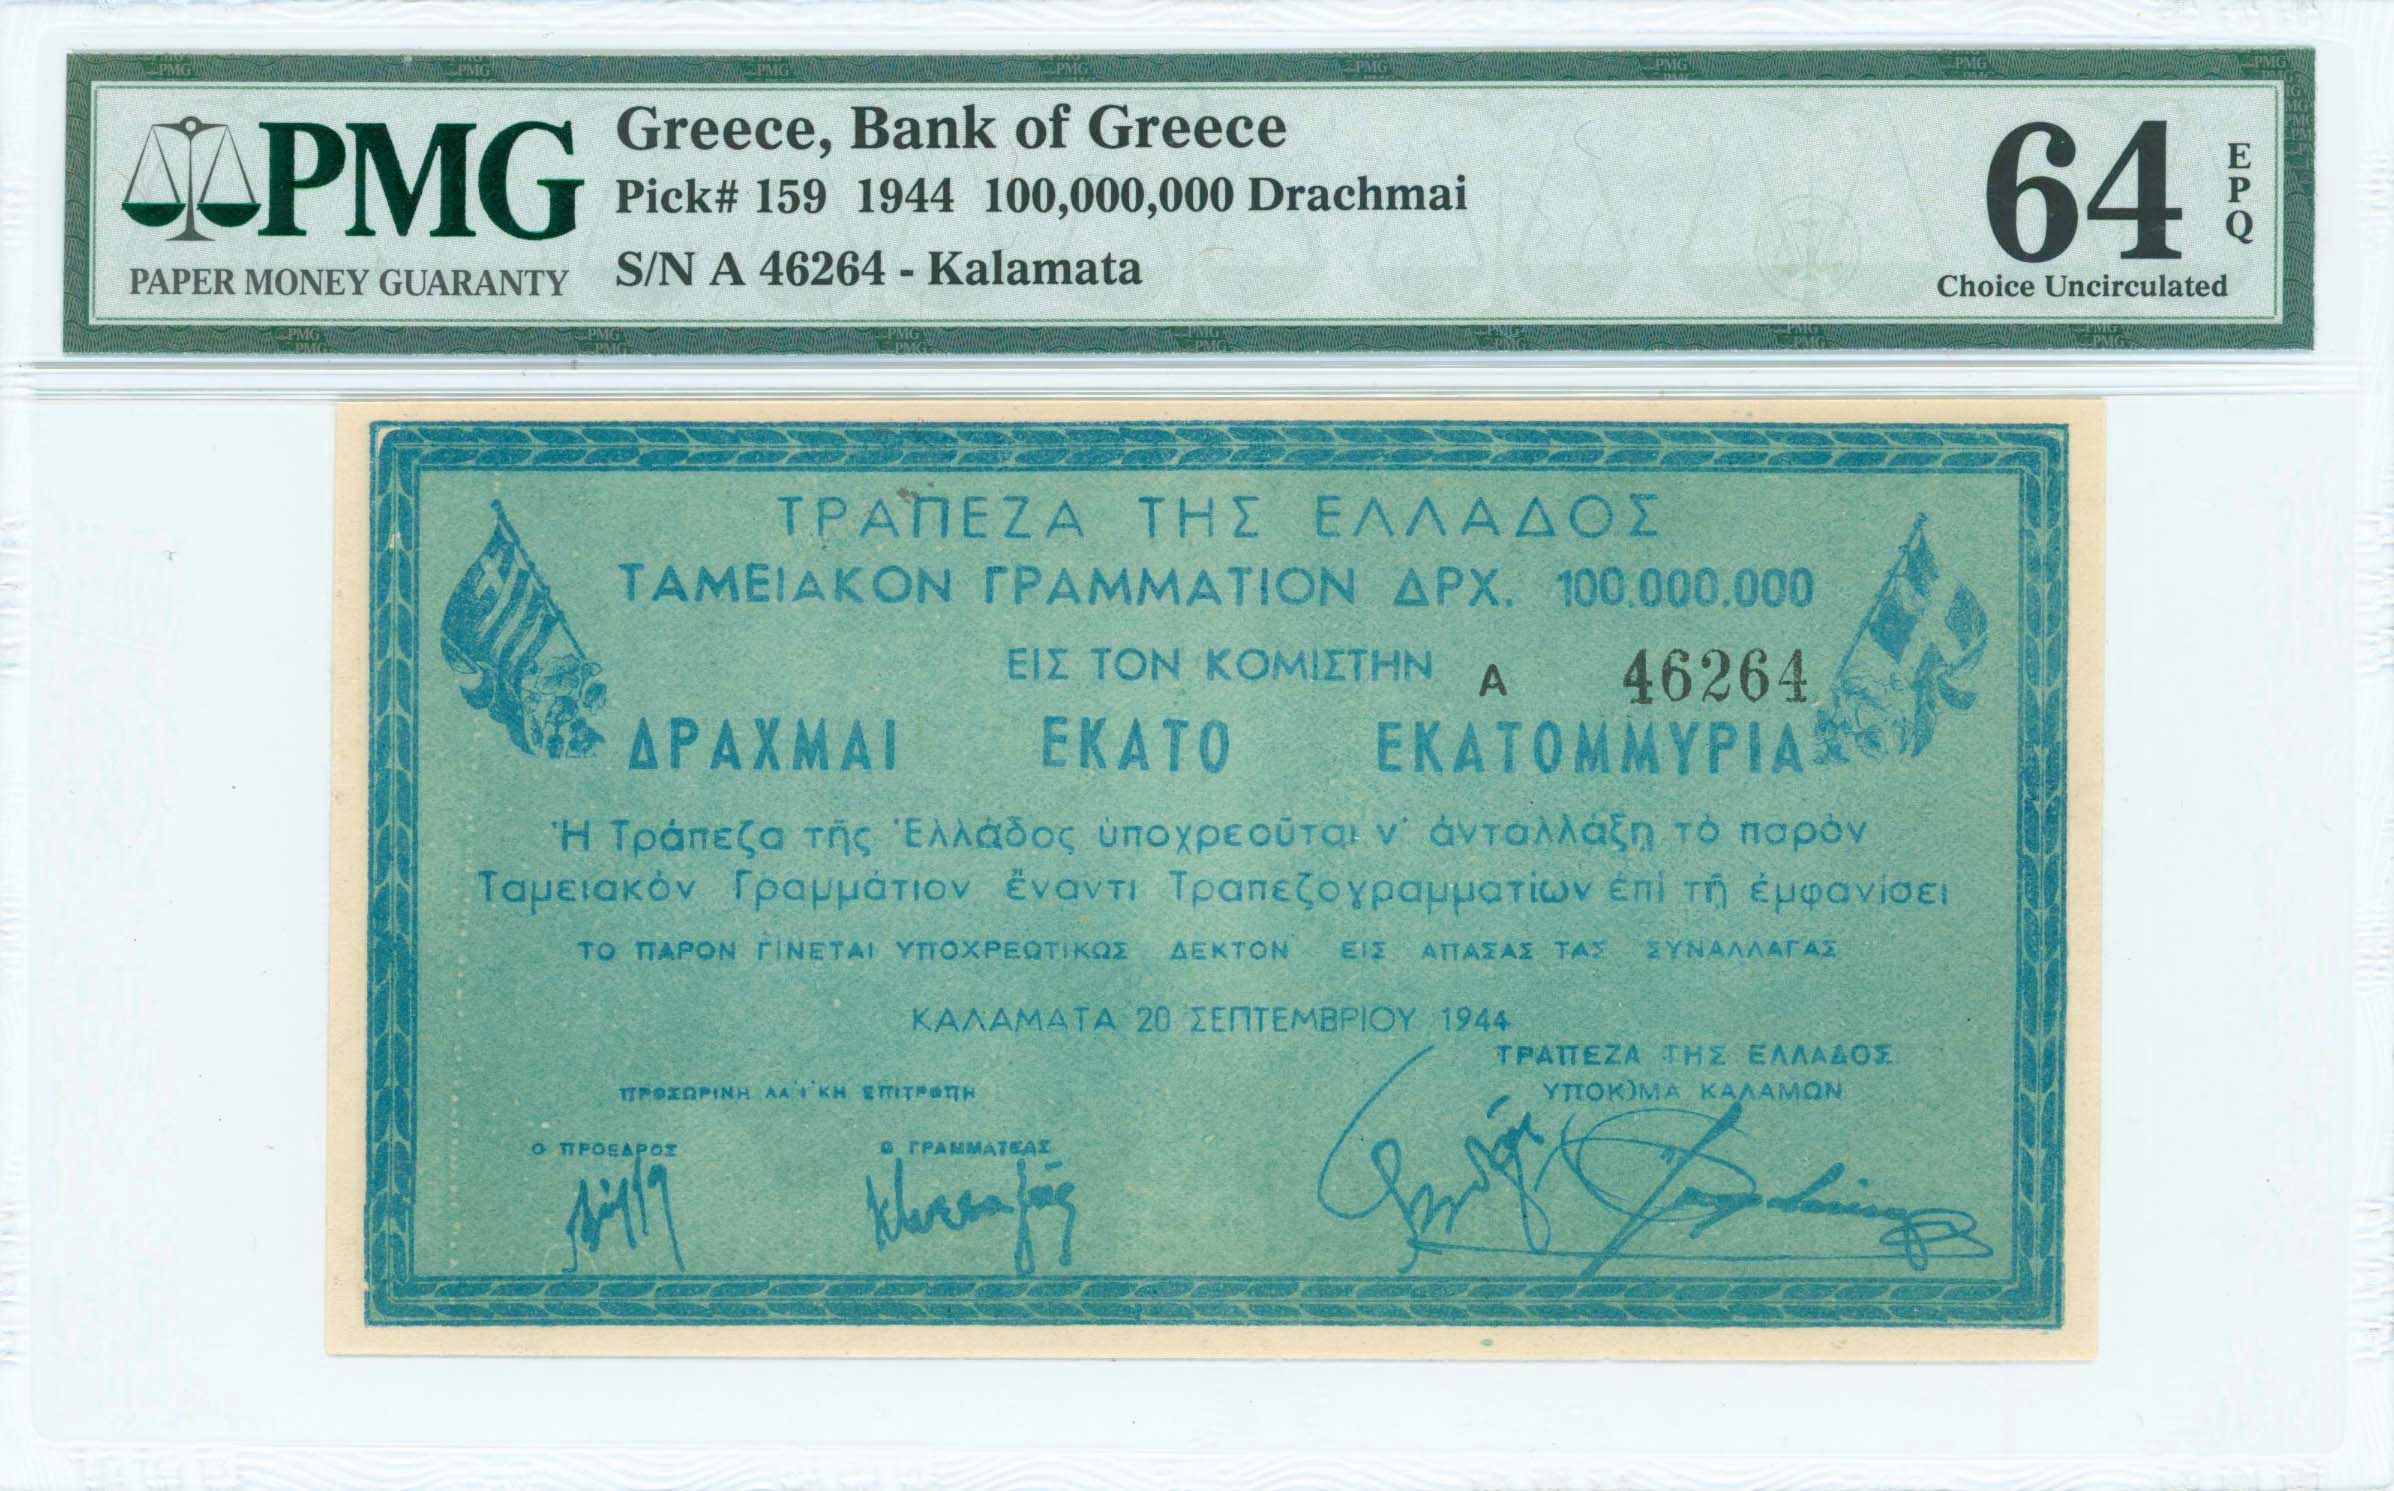 PMG
PAPER MONEY GUARANTY
Greece, Bank of Greece
Pick# 159 1944 100,000,000 Drachmai
S/N A 46264 - Kalamata
64
EPQ
Choice Uncirculated
ΤΡΑΠΕΖΑ ΤΗΣ ΕΛΛΑΔΟΣ
ΤΑΜΕΙΑΚΟΝ ΓΡΑΜΜΑΤΙΟΝ ΔΡΧ. 100.000.000
ΕΙΣ ΤΟΝ ΚΟΜΙΣΤΗΝ Α 46264
ΔΡΑΧΜΑΙ ΕΚΑΤΟ ΕΚΑΤΟΜΜΥΡΙΑ
Ἡ Τράπεζα τῆς Ἑλλάδος ὑποχρεοῦται ν' ἀνταλλάξῃ τὸ παρὸν
Ταμειακὸν Γραμμάτιον ἔναντι Τραπεζογραμματίων ἐπὶ τῇ ἐμφανίσει
ΤΟ ΠΑΡΟΝ ΓΙΝΕΤΑΙ ΥΠΟΧΡΕΩΤΙΚΩΣ ΔΕΚΤΟΝ ΕΙΣ ΑΠΑΣΑΣ ΤΑΣ ΣΥΝΑΛΛΑΓΑΣ
ΚΑΛΑΜΑΤΑ 20 ΣΕΠΤΕΜΒΡΙΟΥ 1944
ΤΡΑΠΕΖΑ ΤΗΣ ΕΛΛΑΔΟΣ
ΥΠΟΚ)ΜΑ ΚΑΛΑΜΩΝ
ΠΡΟΣΩΡΙΝΗ ΛΑΪΚΗ ΕΠΙΤΡΟΠΗ
Ο ΠΡΟΕΔΡΟΣ
Ο ΓΡΑΜΜΑΤΕΑΣ